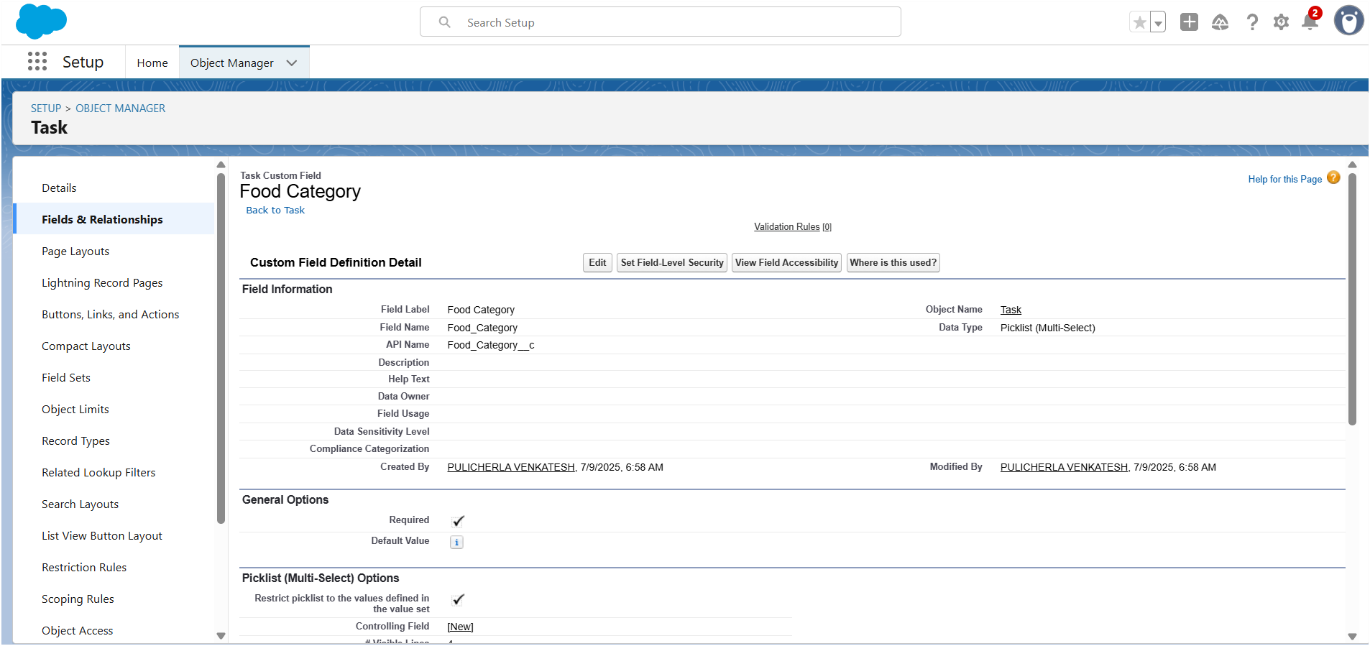 Search Setup
2
Setup
Home
Object Manager
SETUP > OBJECT MANAGER
Task
Details
Fields & Relationships
Page Layouts
Lightning Record Pages
Buttons, Links, and Actions
Compact Layouts
Field Sets
Object Limits
Record Types
Related Lookup Filters
Search Layouts
List View Button Layout
Restriction Rules
Scoping Rules
Object Access
Task Custom Field
Food Category
Back to Task
Help for this Page ?
Validation Rules [0]
Custom Field Definition Detail Edit Set Field-Level Security View Field Accessibility Where is this used?
Field Information
Field Label Food Category Object Name Task
Field Name Food_Category Data Type Picklist (Multi-Select)
API Name Food_Category__c
Description
Help Text
Data Owner
Field Usage
Data Sensitivity Level
Compliance Categorization
Created By PULICHERLA VENKATESH, 7/9/2025, 6:58 AM Modified By PULICHERLA VENKATESH, 7/9/2025, 6:58 AM
General Options
Required
Default Value i
Picklist (Multi-Select) Options
Restrict picklist to the values defined in
the value set
Controlling Field [New]
# Visible Lines